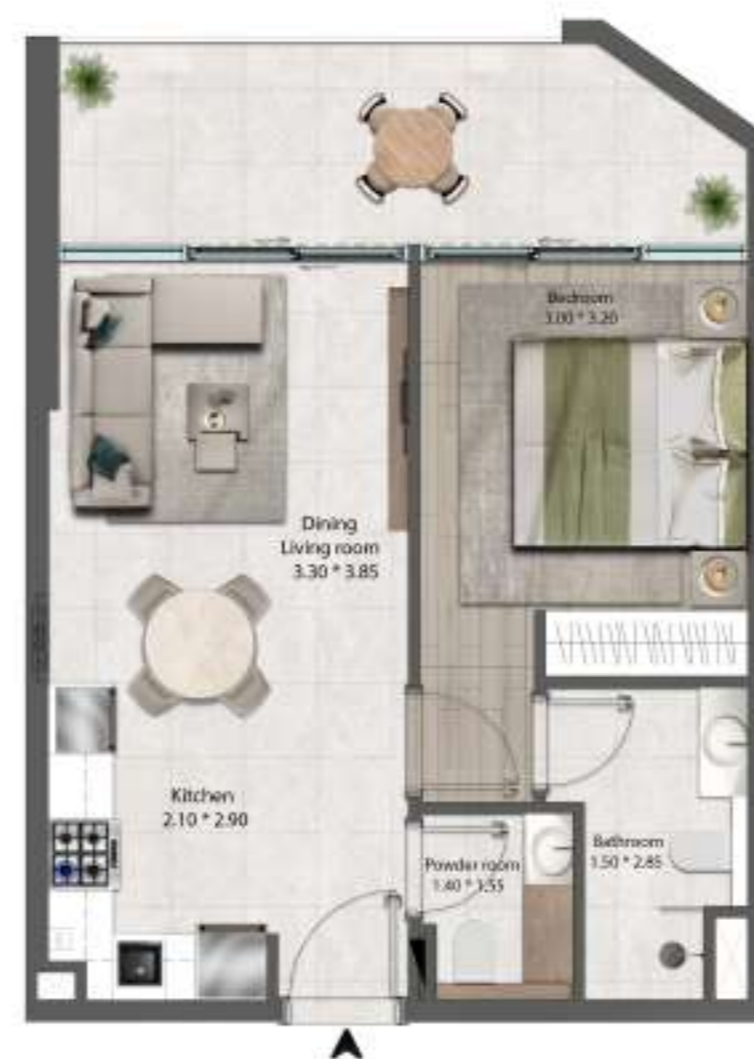 Bedroom
3.00 * 3.20
Dining
Living room
3.30 * 3.85
Kitchen
2.10 * 2.90
Powder room
1.40 * 1.55
Bathroom
1.50 * 2.85